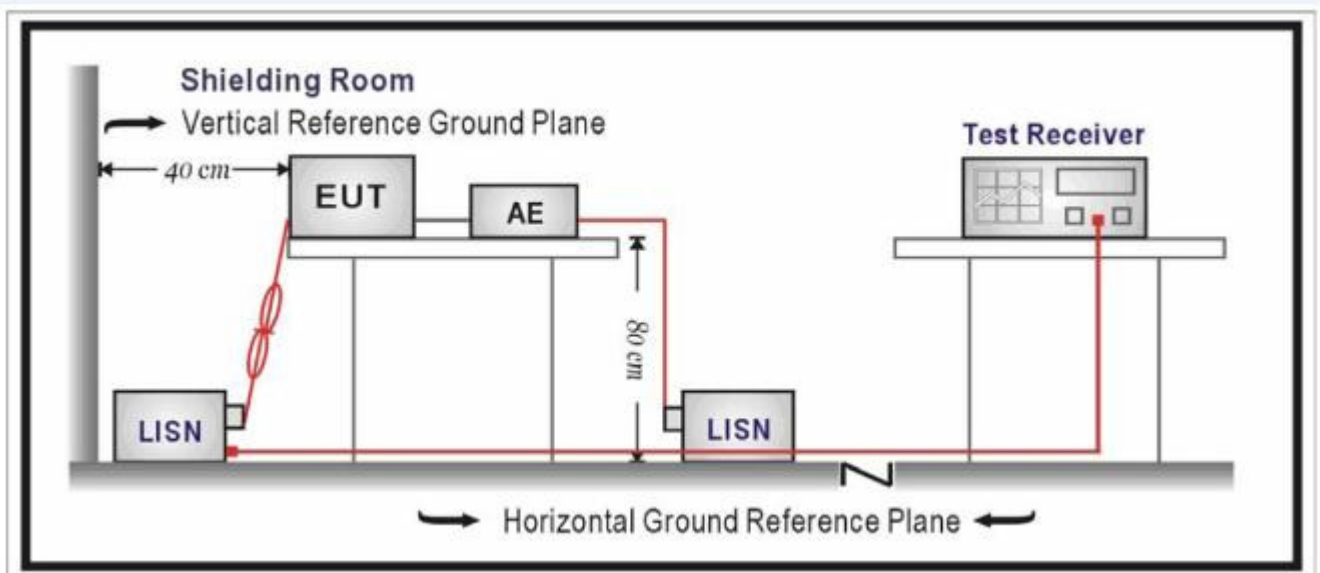 Shielding Room
Vertical Reference Ground Plane
40 cm
EUT
AE
Test Receiver
80 cm
LISN
LISN
Horizontal Ground Reference Plane